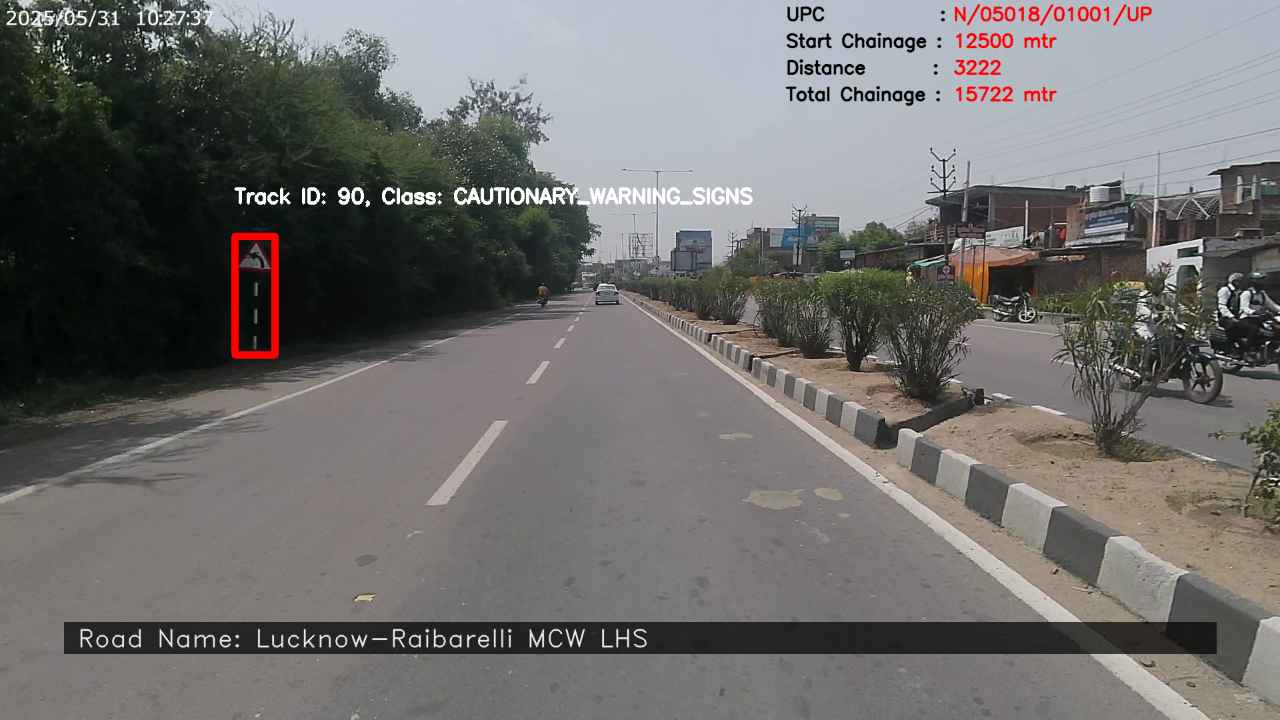 2025/05/31 10:27:37
UPC : N/05018/01001/UP
Start Chainage : 12500 mtr
Distance : 3222
Total Chainage : 15722 mtr
Track ID: 90, Class: CAUTIONARY_WARNING_SIGNS
Road Name: Lucknow-Raibarelli MCW LHS